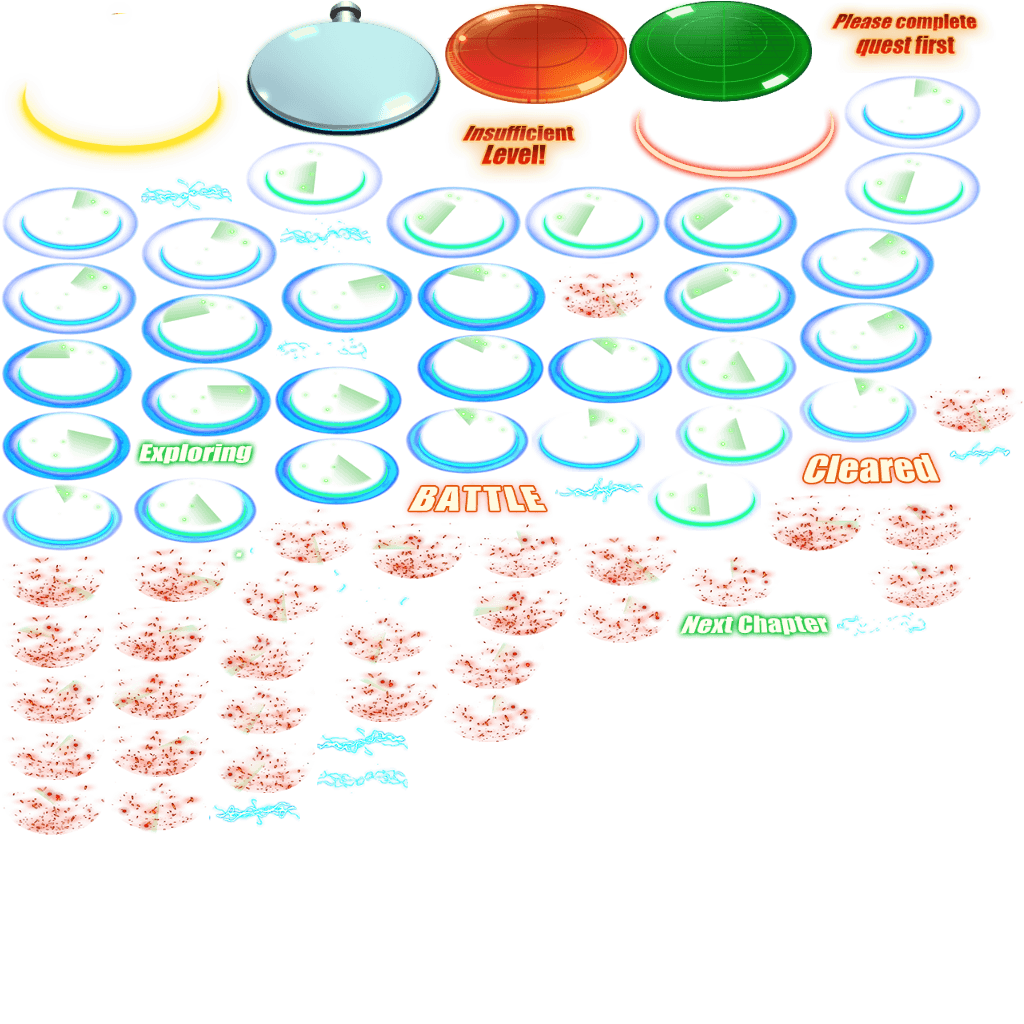 Please complete
quest first
Insufficient
Level!
Exploring
Cleared
BATTLE
Next Chapter